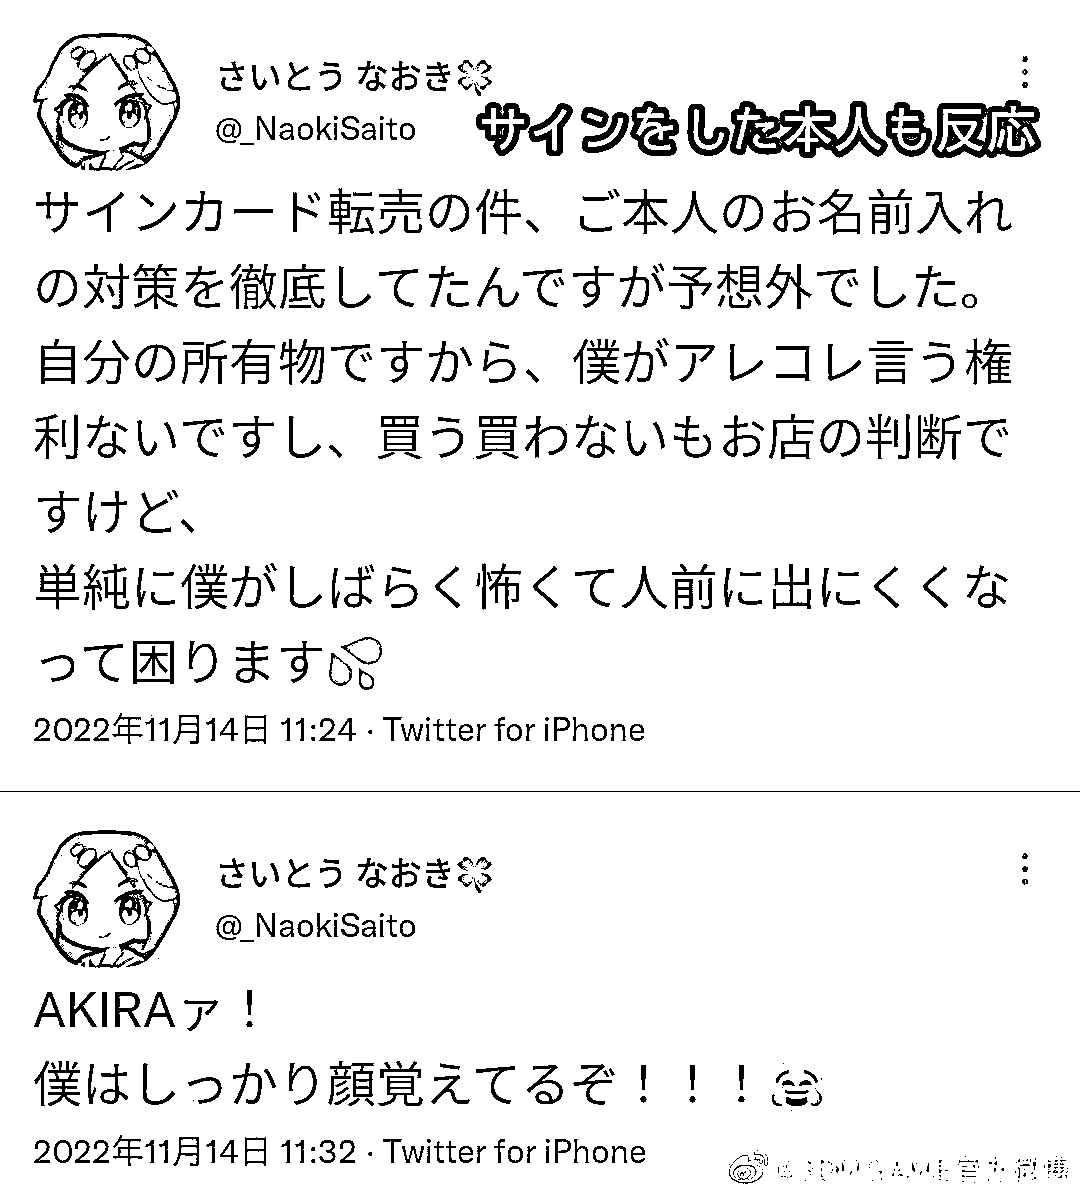 さいとう なおき🍀
@_NaokiSaito
サインをした本人も反応
サインカード転売の件、ご本人のお名前入れ
の対策を徹底してたんですが予想外でした。
自分の所有物ですから、僕がアレコレ言う権
利ないですし、買う買わないもお店の判断で
すけど、
単純に僕がしばらく怖くて人前に出にくくな
って困ります💦
2022年11月14日 11:24 · Twitter for iPhone
さいとう なおき🍀
@_NaokiSaito
AKIRAァ！
僕はしっかり顔覚えてるぞ！！！😂
2022年11月14日 11:32 · Twitter for iPhone
@3DMGAME官方微博